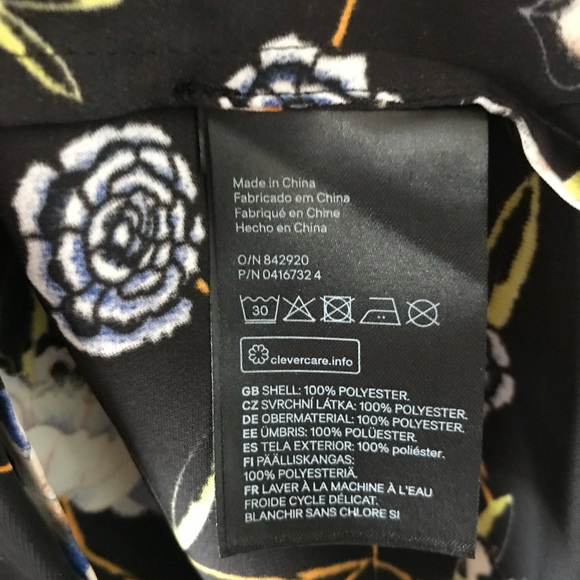 Made in China
Fabricado em China
Fabriqué en Chine
Hecho en China
O/N 842920
P/N 0416732 4
30
clevercare.info
GB SHELL: 100% POLYESTER.
CZ SVRCHNÍ LÁTKA: 100% POLYESTER.
DE OBERMATERIAL: 100% POLYESTER.
EE ÜMBRIS: 100% POLÜESTER.
ES TELA EXTERIOR: 100% poliéster.
FI PÄÄLLISKANGAS:
100% POLYESTERIÄ.
FR LAVER À LA MACHINE À L'EAU
FROIDE CYCLE DÉLICAT.
BLANCHIR SANS CHLORE SI